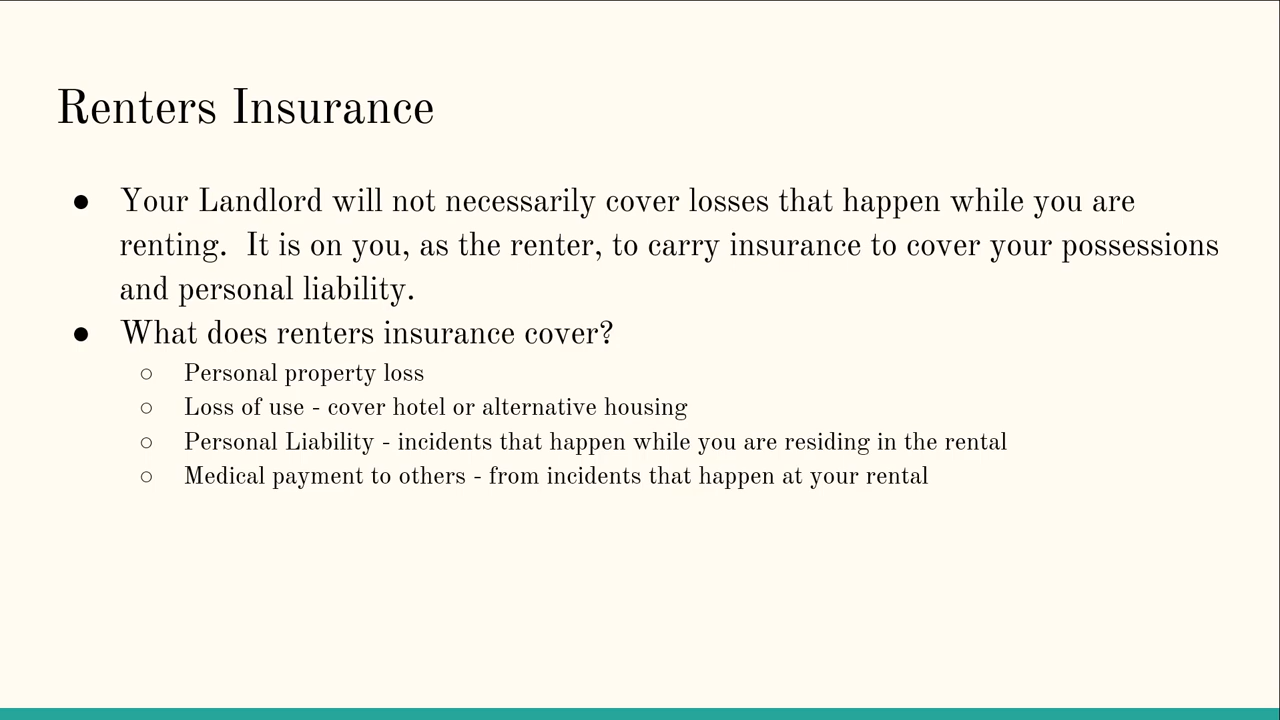 Renters Insurance
● Your Landlord will not necessarily cover losses that happen while you are
renting.  It is on you, as the renter, to carry insurance to cover your possessions
and personal liability.
● What does renters insurance cover?
○ Personal property loss
○ Loss of use - cover hotel or alternative housing
○ Personal Liability - incidents that happen while you are residing in the rental
○ Medical payment to others - from incidents that happen at your rental